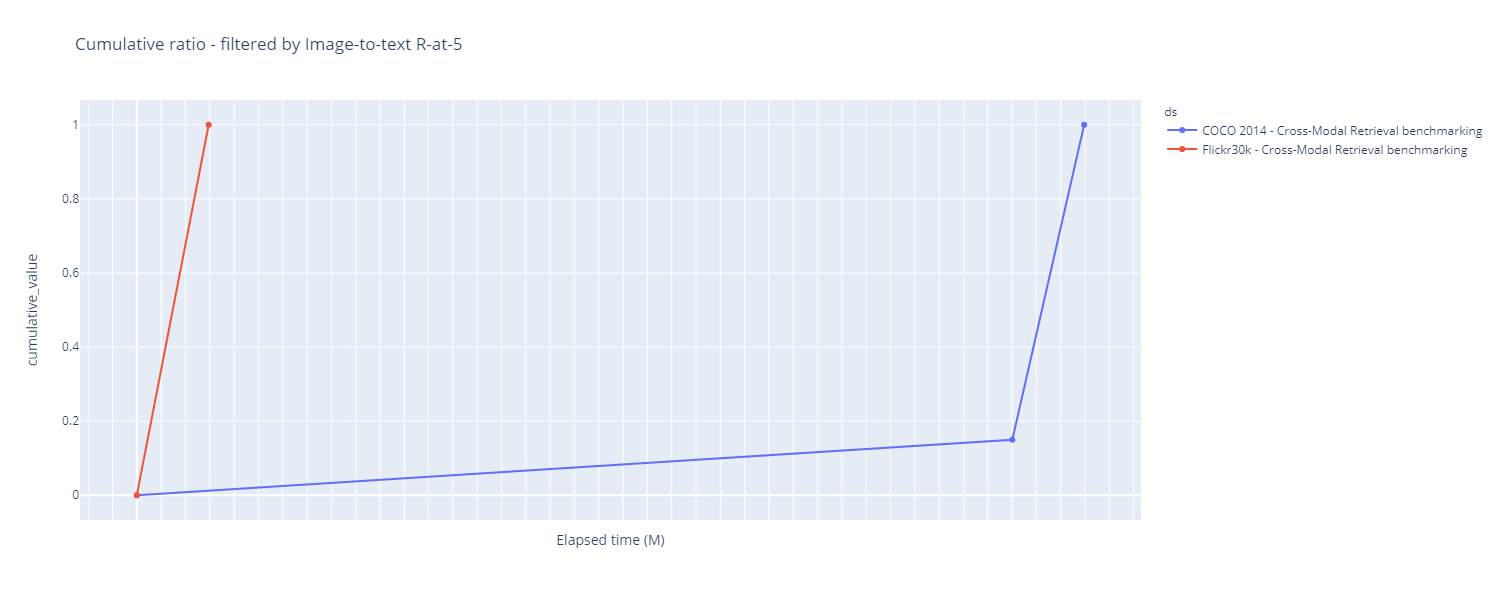 Cumulative ratio - filtered by Image-to-text R-at-5
ds
COCO 2014 - Cross-Modal Retrieval benchmarking
Flickr30k - Cross-Modal Retrieval benchmarking
cumulative_value
1
0.8
0.6
0.4
0.2
0
Elapsed time (M)